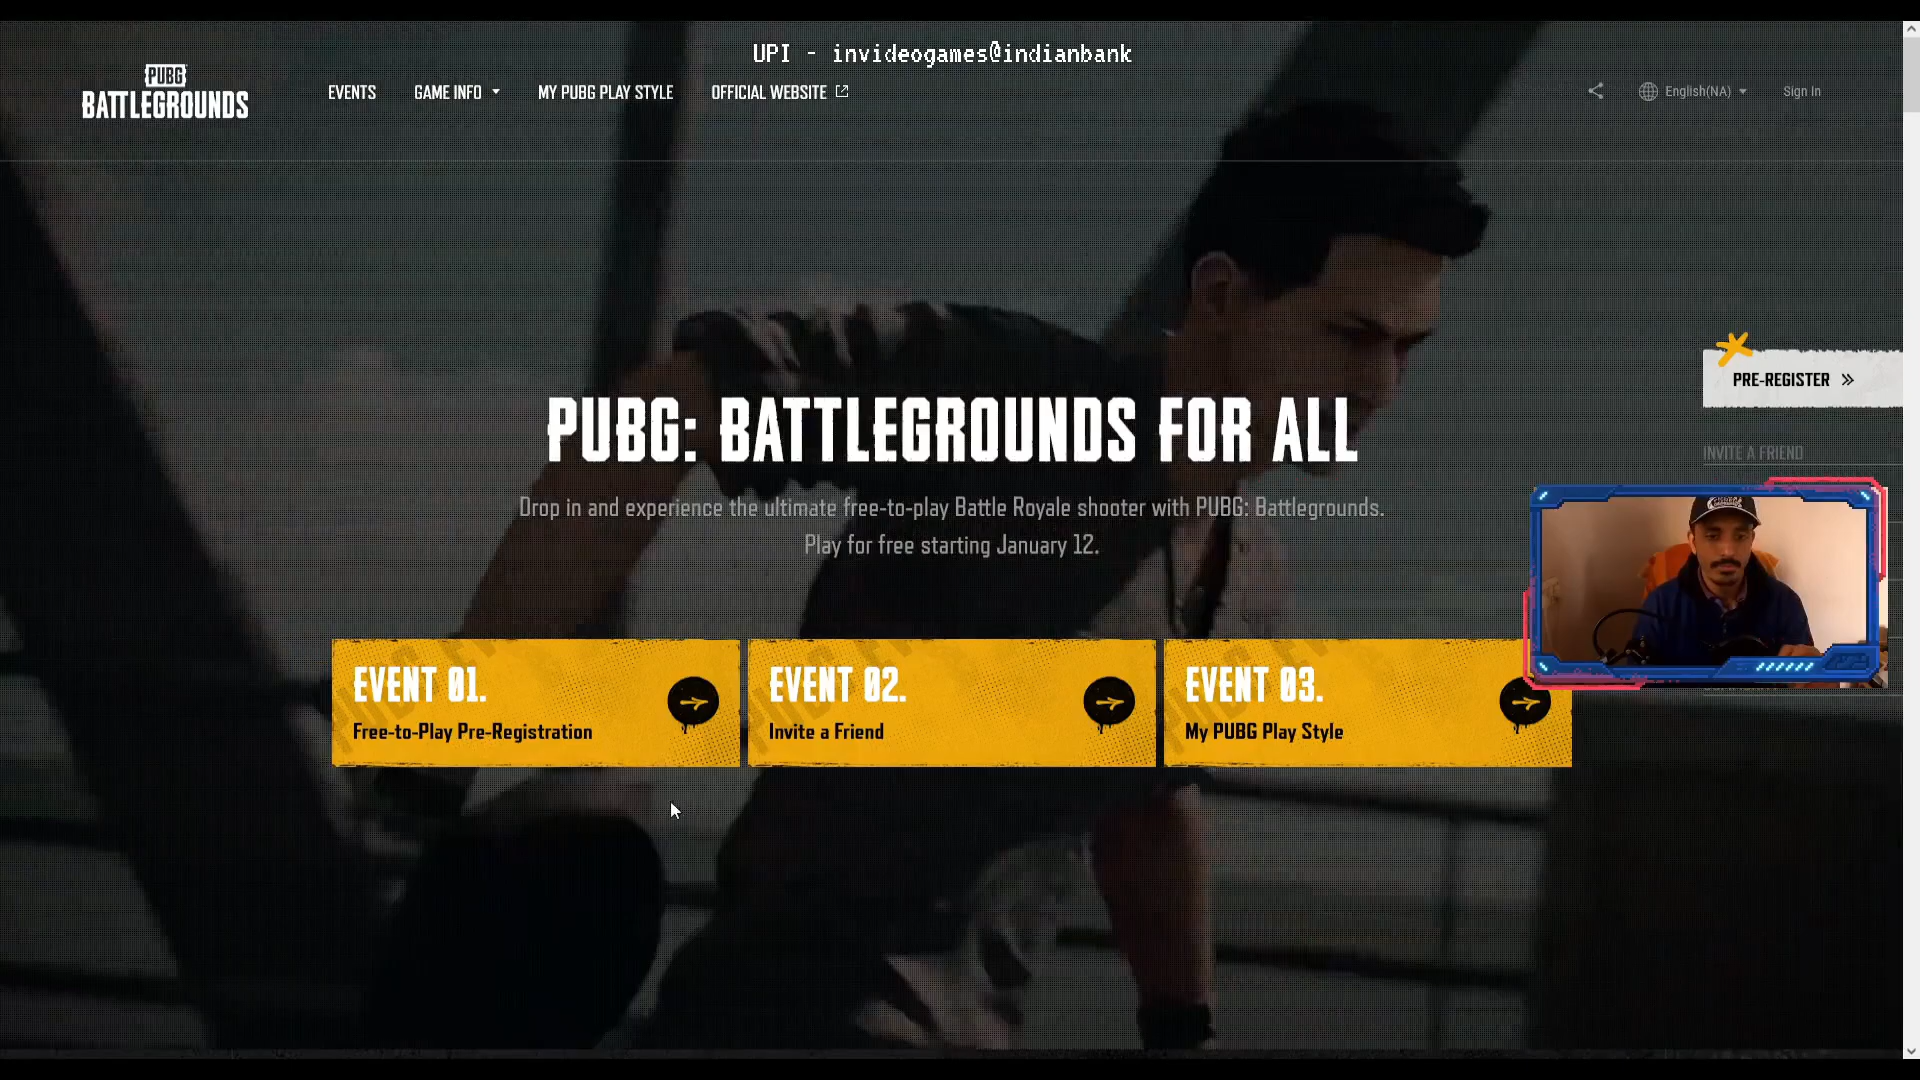 UPI - invideogames@indianbank
PUBG
BATTLEGROUNDS
EVENTS
GAME INFO
MY PUBG PLAY STYLE
OFFICIAL WEBSITE
English(NA)
Sign In
PRE-REGISTER
INVITE A FRIEND
PUBG: BATTLEGROUNDS FOR ALL
Drop in and experience the ultimate free-to-play Battle Royale shooter with PUBG: Battlegrounds.
Play for free starting January 12.
EVENT 01.
Free-to-Play Pre-Registration
EVENT 02.
Invite a Friend
EVENT 03.
My PUBG Play Style